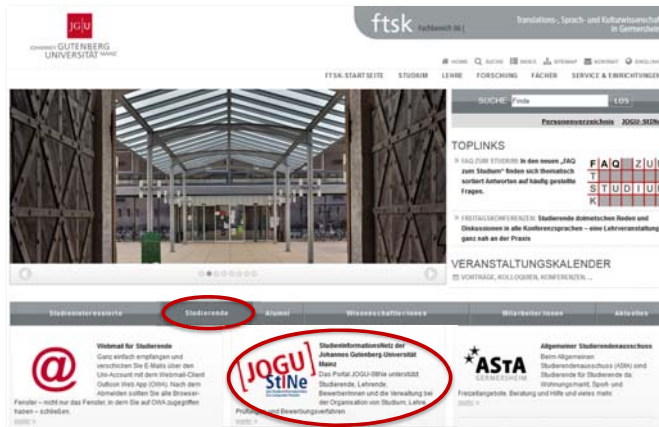 JG|U
JOHANNES GUTENBERG
UNIVERSITÄT MAINZ
ftsk Fachbereich 06 |
Translations-, Sprach- und Kulturwissenschaft
in Germersheim
HOME SUCHE INDEX SITEMAP KONTAKT ENGLISH
FTSK-STARTSEITE STUDIUM LEHRE FORSCHUNG FÄCHER SERVICE & EINRICHTUNGEN
SUCHE Finde LOS
Personenverzeichnis JOGU-StINe
TOPLINKS
» FAQ ZUM STUDIUM: In den neuen „FAQ
zum Studium“ finden sich thematisch
sortiert Antworten auf häufig gestellte
Fragen.
FAQ ZU
T
STUDIU
K
» FREITAGSKONFERENZEN: Studierende dolmetschen Reden und
Diskussionen in alle Konferenzsprachen – eine Lehrveranstaltung
ganz nah an der Praxis
VERANSTALTUNGSKALENDER
VORTRÄGE, KOLLOQUIEN, KONFERENZEN, ...
Studieninteressierte Studierende Alumni Wissenschaftler/innen Mitarbeiter/innen Aktuelles
@
Webmail für Studierende
Ganz einfach empfangen und
verschicken Sie E-Mails über den
Uni-Account mit dem Webmail-Client
Outlook Web App (OWA). Nach dem
Abmelden sollten Sie alle Browser-
Fenster – nicht nur das Fenster, in dem Sie auf OWA zugegriffen
haben – schließen.
mehr >
JOGU
StINe
StudieninformationsNetz der
Johannes Gutenberg-Universität
Mainz
Das Portal JOGU-StINe unterstützt
Studierende, Lehrende,
BewerberInnen und die Verwaltung bei
der Organisation von Studium, Lehre,
Prüfungen und Bewerbungsverfahren.
mehr >
AStA
GERMERSHEIM
Allgemeiner Studierendenausschuss
Beim Allgemeinen
Studierendenausschuss (AStA) sind
Studierende für Studierende da:
Wohnungsmarkt, Sport- und
Freizeitangebote, Beratung und Hilfe und vieles mehr.
mehr >